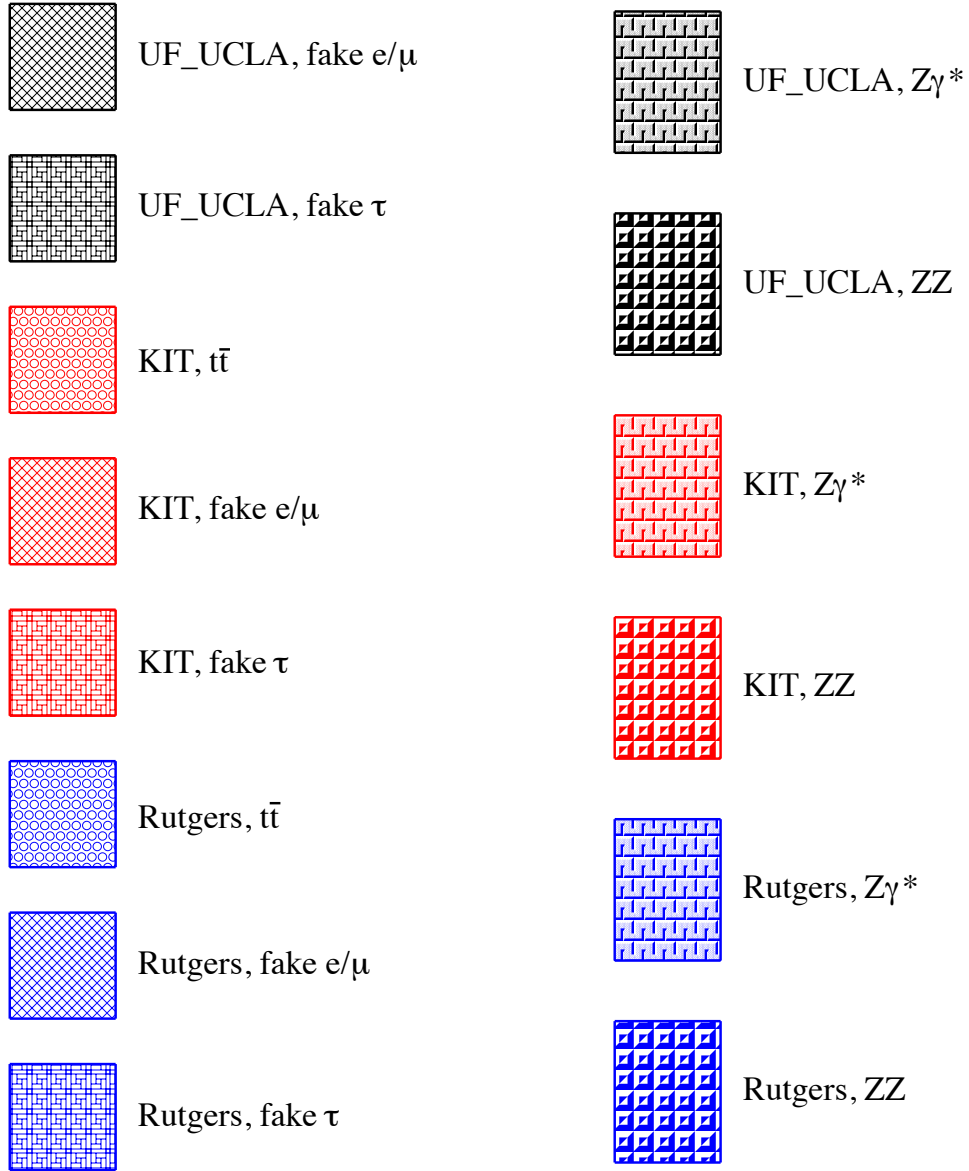 UF_UCLA, fake e/μ
UF_UCLA, fake τ
KIT, tt̄
KIT, fake e/μ
KIT, fake τ
Rutgers, tt̄
Rutgers, fake e/μ
Rutgers, fake τ
UF_UCLA, Zγ*
UF_UCLA, ZZ
KIT, Zγ*
KIT, ZZ
Rutgers, Zγ*
Rutgers, ZZ